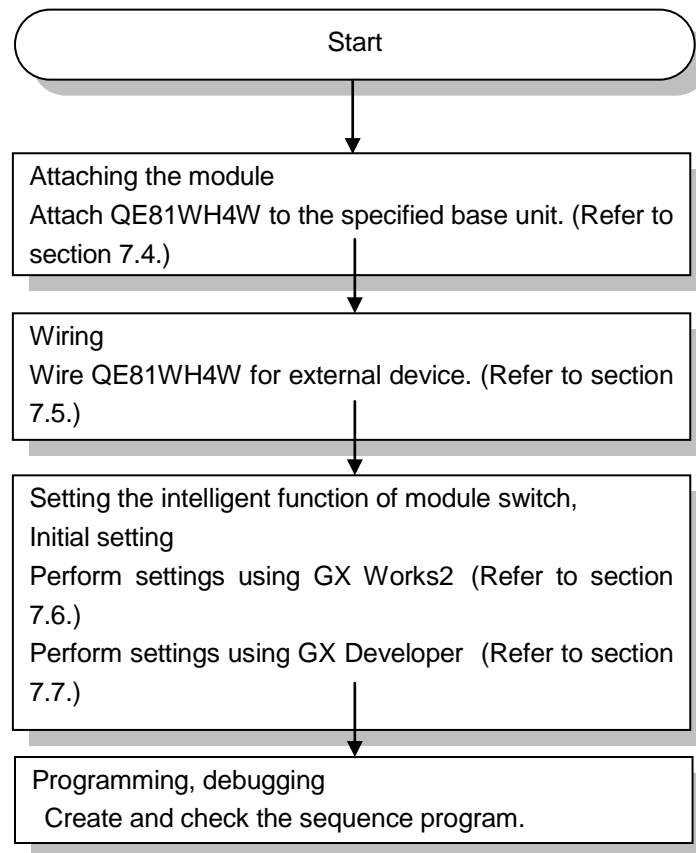 Start
Attaching the module
Attach QE81WH4W to the specified base unit. (Refer to
section 7.4.)
Wiring
Wire QE81WH4W for external device. (Refer to section
7.5.)
Setting the intelligent function of module switch,
Initial setting
Perform settings using GX Works2 (Refer to section
7.6.)
Perform settings using GX Developer (Refer to section
7.7.)
Programming, debugging
Create and check the sequence program.